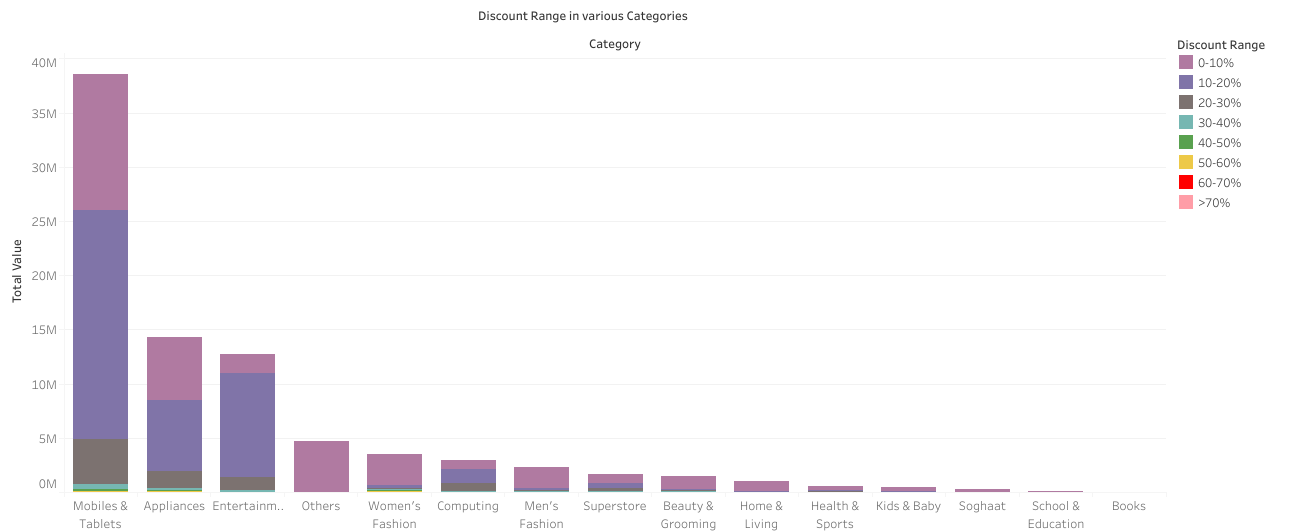 Discount Range in various Categories
Category
Discount Range
0-10%
10-20%
20-30%
30-40%
40-50%
50-60%
60-70%
>70%
Total Value
40M
35M
30M
25M
20M
15M
10M
5M
0M
Mobiles &
Tablets
Appliances
Entertainm..
Others
Women's
Fashion
Computing
Men's
Fashion
Superstore
Beauty &
Grooming
Home &
Living
Health &
Sports
Kids & Baby
Soghaat
School &
Education
Books